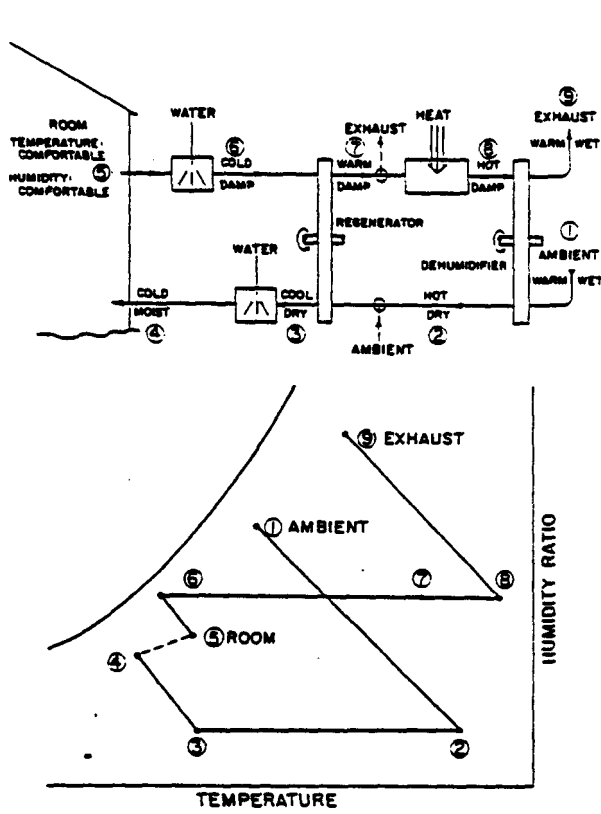 ⑨
WATER
EXHAUST
HEAT
EXHAUST
ROOM
TEMPERATURE·
COMFORTABLE
⑤
HUMIDITY·
COMFORTABLE
⑥
COLD
DAMP
⑦
WARM
DAMP
⑧
HOT
DAMP
WARM WET
REGENERATOR
①
AMBIENT
DEHUMIDIFIER
WARM WET
WATER
COLD
MOIST
④
COOL
DRY
③
HOT
DRY
②
AMBIENT
⑨ EXHAUST
① AMBIENT
⑥
⑦
⑧
⑤ ROOM
④
③
②
HUMIDITY RATIO
TEMPERATURE